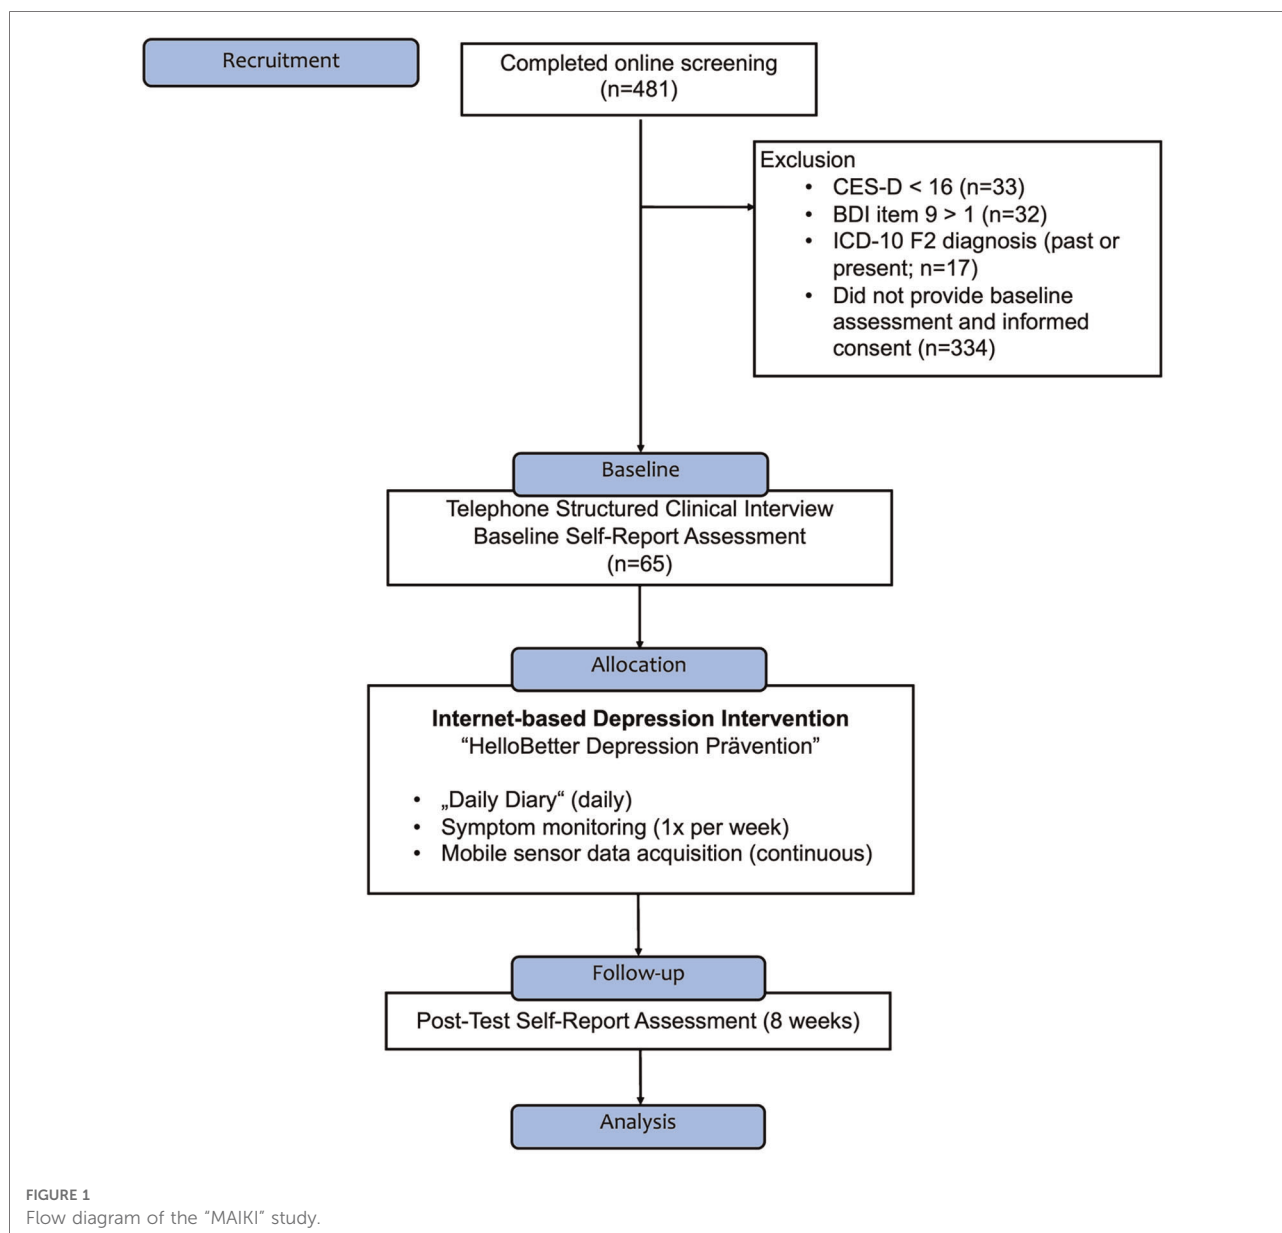 Recruitment
Completed online screening
(n=481)
Exclusion
• CES-D < 16 (n=33)
• BDI item 9 > 1 (n=32)
• ICD-10 F2 diagnosis (past or
present; n=17)
• Did not provide baseline
assessment and informed
consent (n=334)
Baseline
Telephone Structured Clinical Interview
Baseline Self-Report Assessment
(n=65)
Allocation
Internet-based Depression Intervention
“HelloBetter Depression Prävention”
• „Daily Diary“ (daily)
• Symptom monitoring (1x per week)
• Mobile sensor data acquisition (continuous)
Follow-up
Post-Test Self-Report Assessment (8 weeks)
Analysis
FIGURE 1
Flow diagram of the “MAIKI” study.